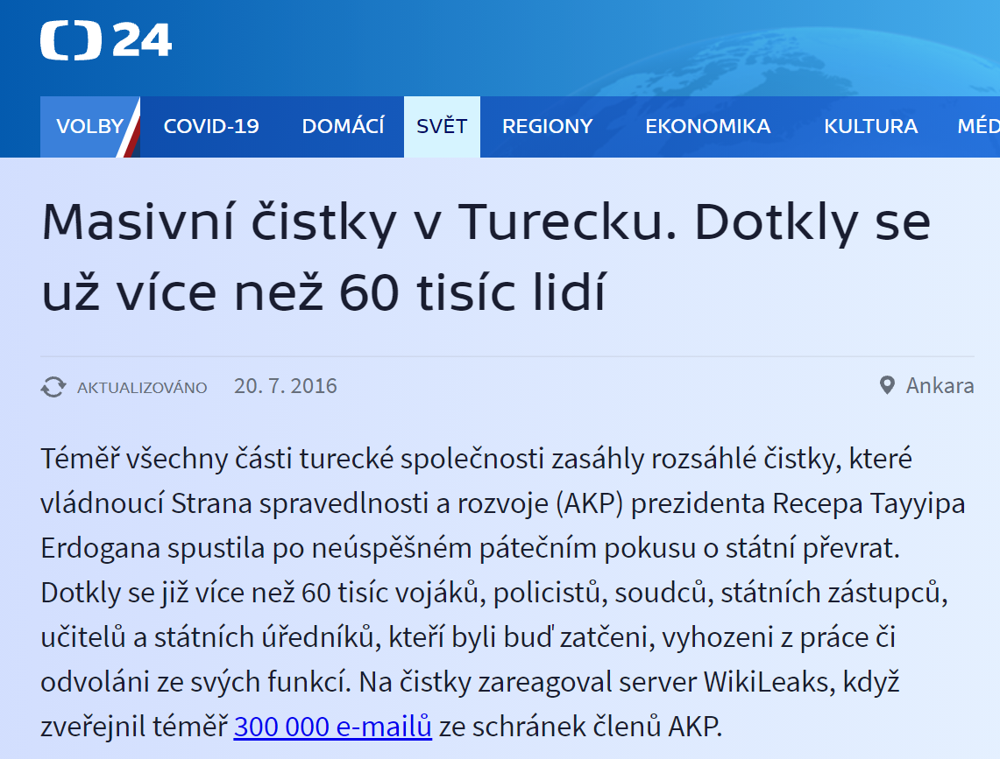 24
VOLBY COVID-19 DOMÁCÍ SVĚT REGIONY EKONOMIKA KULTURA MÉD
Masivní čistky v Turecku. Dotkly se
už více než 60 tisíc lidí
AKTUALIZOVÁNO 20. 7. 2016 Ankara
Téměř všechny části turecké společnosti zasáhly rozsáhlé čistky, které
vládnoucí Strana spravedlnosti a rozvoje (AKP) prezidenta Recepa Tayyipa
Erdogana spustila po neúspěšném pátečním pokusu o státní převrat.
Dotkly se již více než 60 tisíc vojáků, policistů, soudců, státních zástupců,
učitelů a státních úředníků, kteří byli buď zatčeni, vyhozeni z práce či
odvoláni ze svých funkcí. Na čistky zareagoval server WikiLeaks, když
zveřejnil téměř 300 000 e-mailů ze schránek členů AKP.